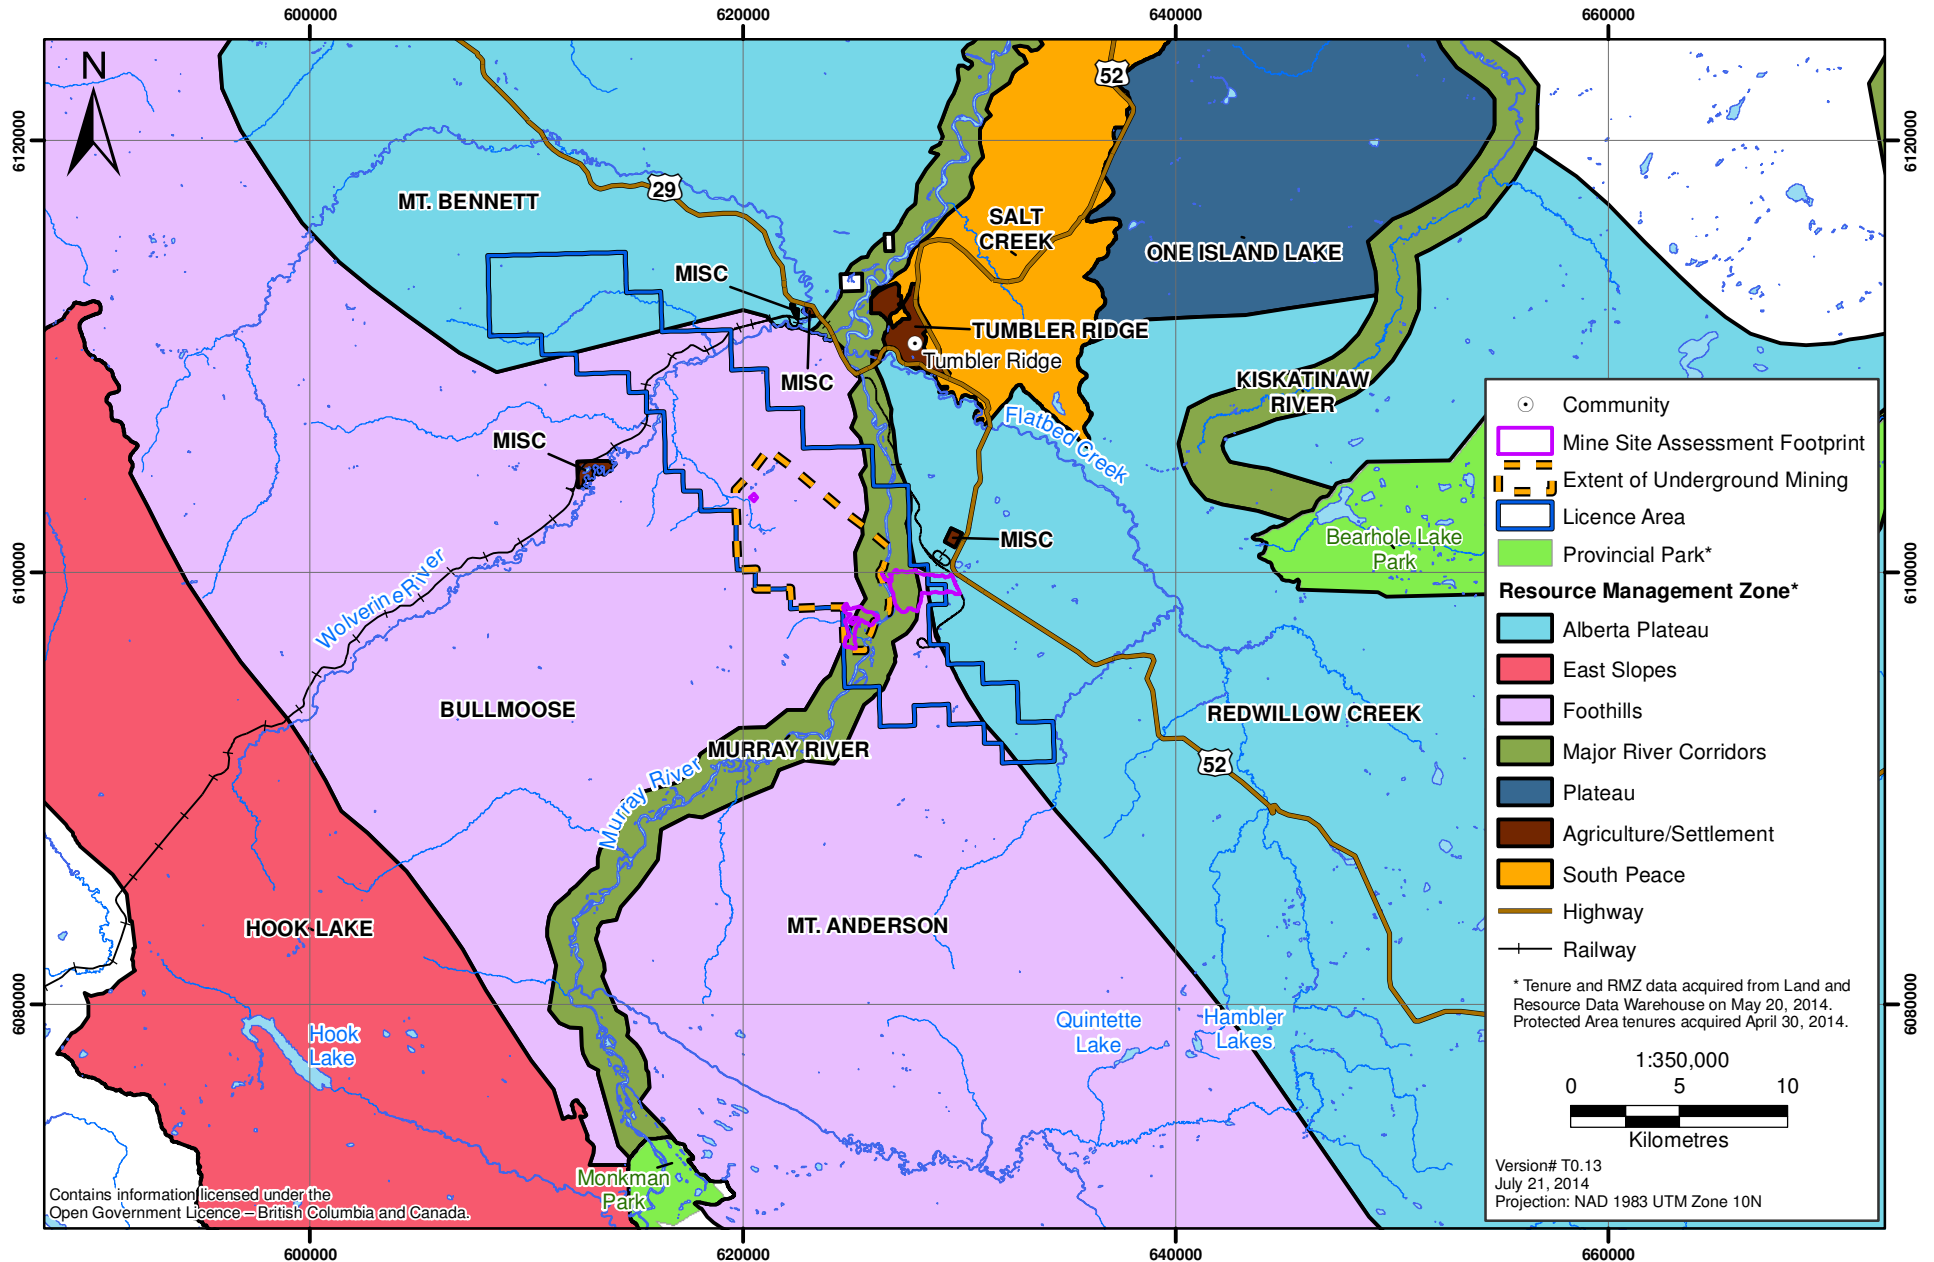 600000
620000
640000
660000
N
52
6120000
6120000
29
MT. BENNETT
SALT
CREEK
ONE ISLAND LAKE
MISC
TUMBLER RIDGE
Tumbler Ridge
MISC
KISKATINAW
RIVER
Flatbed Creek
MISC
MISC
Bearhole Lake
Park
6100000
6100000
Wolverine River
BULLMOOSE
REDWILLOW CREEK
MURRAY RIVER
52
Murray River
HOOK LAKE
MT. ANDERSON
6080000
6080000
Hook
Lake
Quintette
Lake
Hambler
Lakes
Monkman
Park
Contains information licensed under the
Open Government Licence – British Columbia and Canada.
Community
Mine Site Assessment Footprint
Extent of Underground Mining
Licence Area
Provincial Park*
Resource Management Zone*
Alberta Plateau
East Slopes
Foothills
Major River Corridors
Plateau
Agriculture/Settlement
South Peace
Highway
Railway
* Tenure and RMZ data acquired from Land and
Resource Data Warehouse on May 20, 2014.
Protected Area tenures acquired April 30, 2014.
1:350,000
0 5 10
Kilometres
Version# T0.13
July 21, 2014
Projection: NAD 1983 UTM Zone 10N
600000
620000
640000
660000